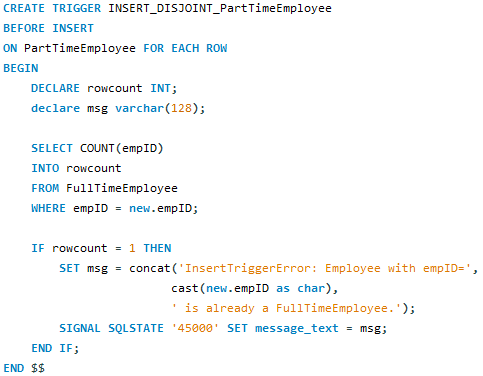 CREATE TRIGGER INSERT_DISJOINT_PartTimeEmployee
BEFORE INSERT
ON PartTimeEmployee FOR EACH ROW
BEGIN
    DECLARE rowcount INT;
    declare msg varchar(128);

    SELECT COUNT(empID)
    INTO rowcount
    FROM FullTimeEmployee
    WHERE empID = new.empID;

    IF rowcount = 1 THEN
        SET msg = concat('InsertTriggerError: Employee with empID=',
                        cast(new.empID as char),
                        ' is already a FullTimeEmployee.');
        SIGNAL SQLSTATE '45000' SET message_text = msg;
    END IF;
END $$